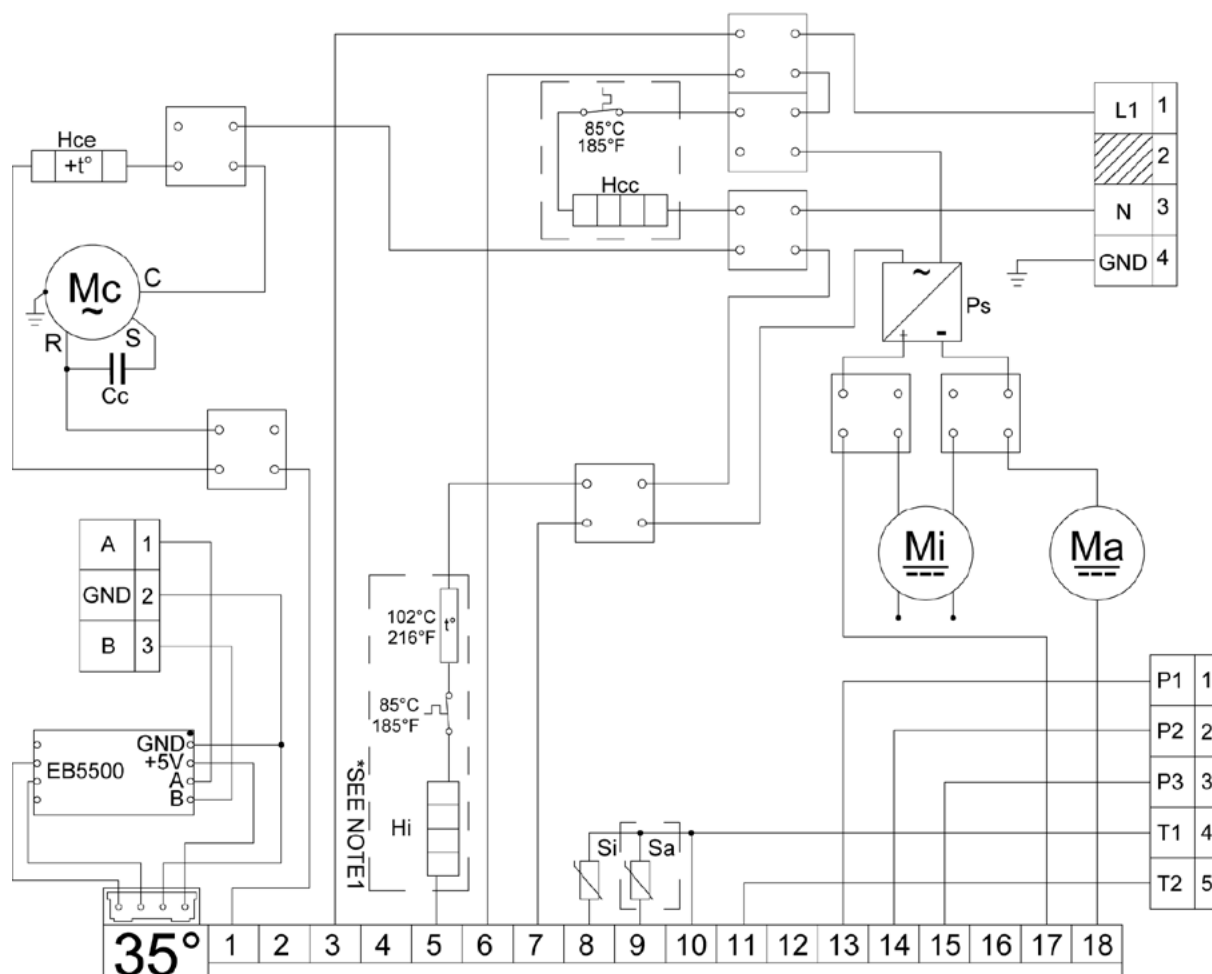 L1 1
2
N 3
GND 4
85°C
185°F
Hcc
Hce
+t°
Mc
~
C
R
S
Cc
~
Ps
+ -
Mi
Ma
A 1
GND 2
B 3
GND
+5V
EB5500
A
B
102°C
216°F
t°
85°C
185°F
Hi
*SEE NOTE1
Si
Sa
P1 1
P2 2
P3 3
T1 4
T2 5
35° 1 2 3 4 5 6 7 8 9 10 11 12 13 14 15 16 17 18